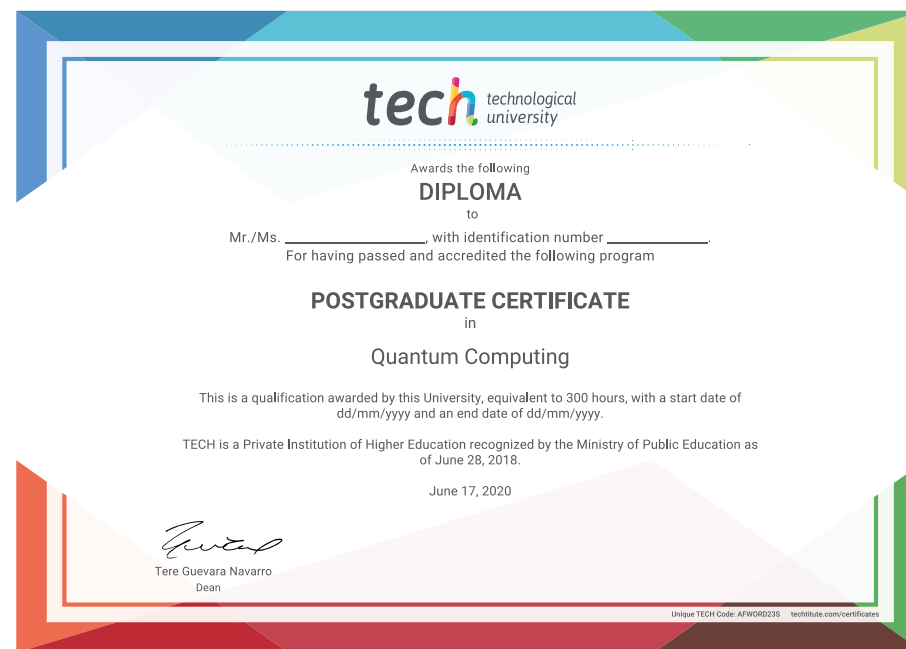 tech technological
university
Awards the following
DIPLOMA
to
Mr./Ms. ____________________, with identification number ______________.
For having passed and accredited the following program
POSTGRADUATE CERTIFICATE
in
Quantum Computing
This is a qualification awarded by this University, equivalent to 300 hours, with a start date of
dd/mm/yyyy and an end date of dd/mm/yyyy.
TECH is a Private Institution of Higher Education recognized by the Ministry of Public Education as
of June 28, 2018.
June 17, 2020
Tere Guevara Navarro
Dean
Unique TECH Code: AFWORD23S techtitute.com/certificates